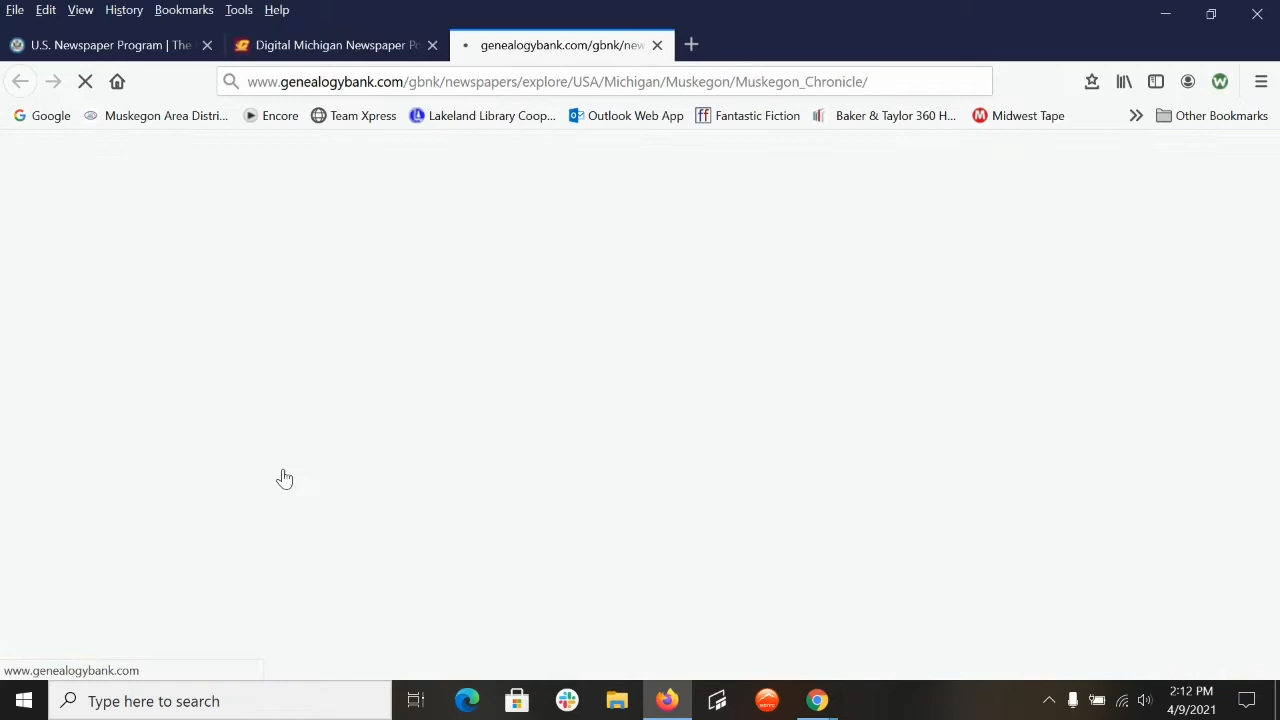 File Edit View History Bookmarks Tools Help
U.S. Newspaper Program | The
Digital Michigan Newspaper Po
genealogybank.com/gbnk/new
www.genealogybank.com/gbnk/newspapers/explore/USA/Michigan/Muskegon/Muskegon_Chronicle/
W
Google Muskegon Area Distri... Encore Team Xpress Lakeland Library Coop... Outlook Web App ff Fantastic Fiction Baker & Taylor 360 H... Midwest Tape Other Bookmarks
www.genealogybank.com
Type here to search
2:12 PM
4/9/2021